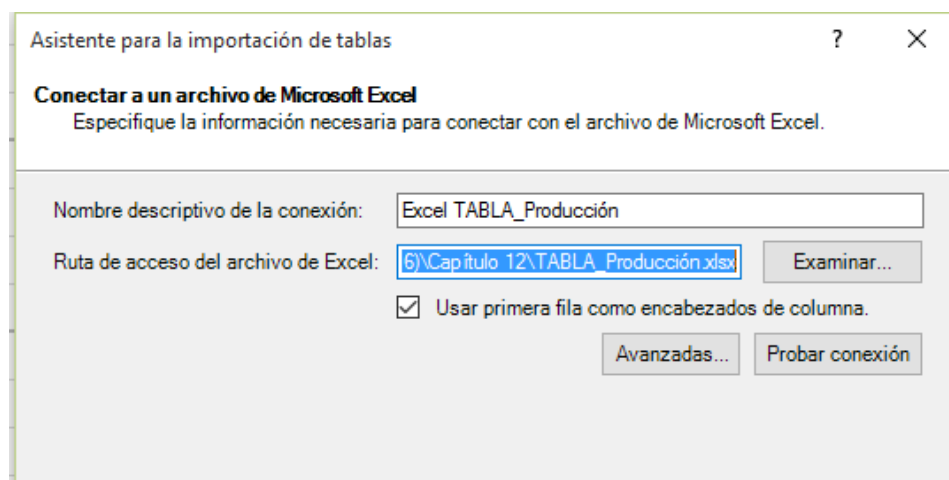 Asistente para la importación de tablas ?
Conectar a un archivo de Microsoft Excel
Especifique la información necesaria para conectar con el archivo de Microsoft Excel.
Nombre descriptivo de la conexión: Excel TABLA_Producción
Ruta de acceso del archivo de Excel: 6)\Capítulo 12\TABLA_Producción.xlsx Examinar...
Usar primera fila como encabezados de columna.
Avanzadas... Probar conexión